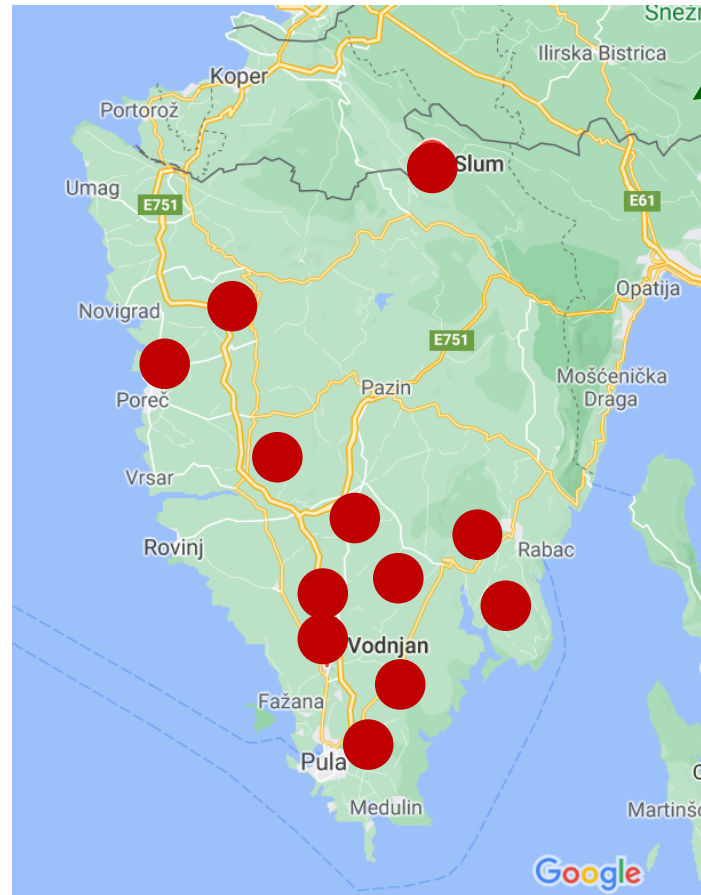 Snež
Ilirska Bistrica
Koper
Portorož
Slum
Umag
E751
E61
Opatija
Novigrad
E751
Mošćenička
Draga
Pazin
Poreč
Vrsar
Rovinj
Rabac
Vodnjan
Fažana
Pula
Medulin
Martinšć
Google